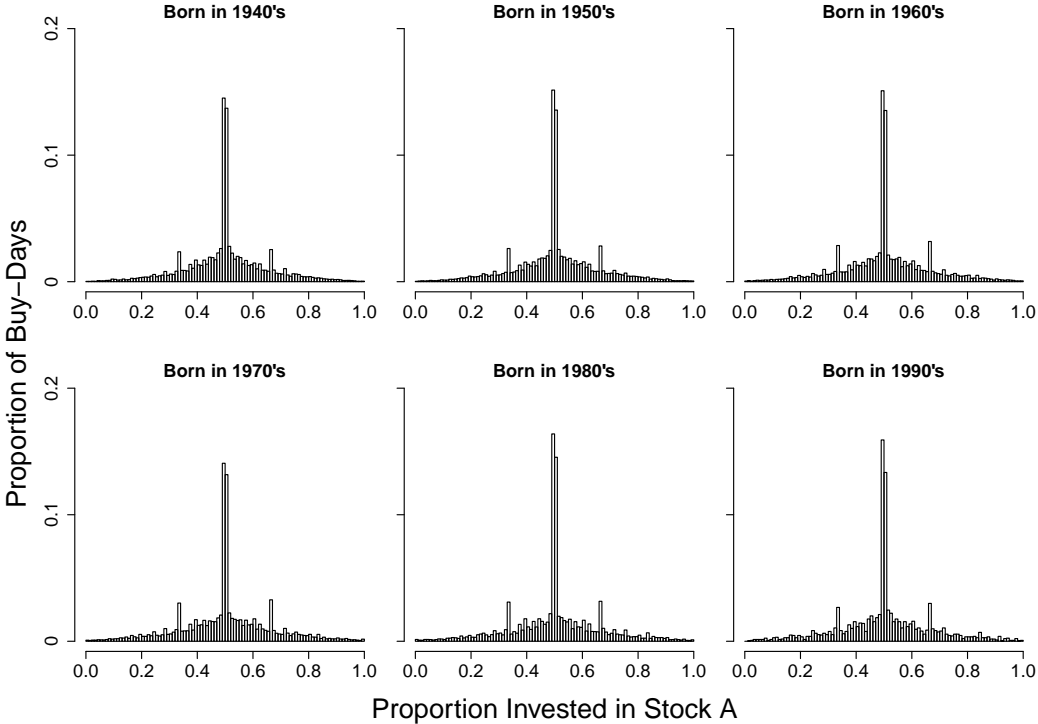 Born in 1940's
Born in 1950's
Born in 1960's
0.2
0.1
0
0.0 0.2 0.4 0.6 0.8 1.0
0.0 0.2 0.4 0.6 0.8 1.0
0.0 0.2 0.4 0.6 0.8 1.0
Proportion of Buy–Days
Born in 1970's
Born in 1980's
Born in 1990's
0.2
0.1
0
0.0 0.2 0.4 0.6 0.8 1.0
0.0 0.2 0.4 0.6 0.8 1.0
0.0 0.2 0.4 0.6 0.8 1.0
Proportion Invested in Stock A